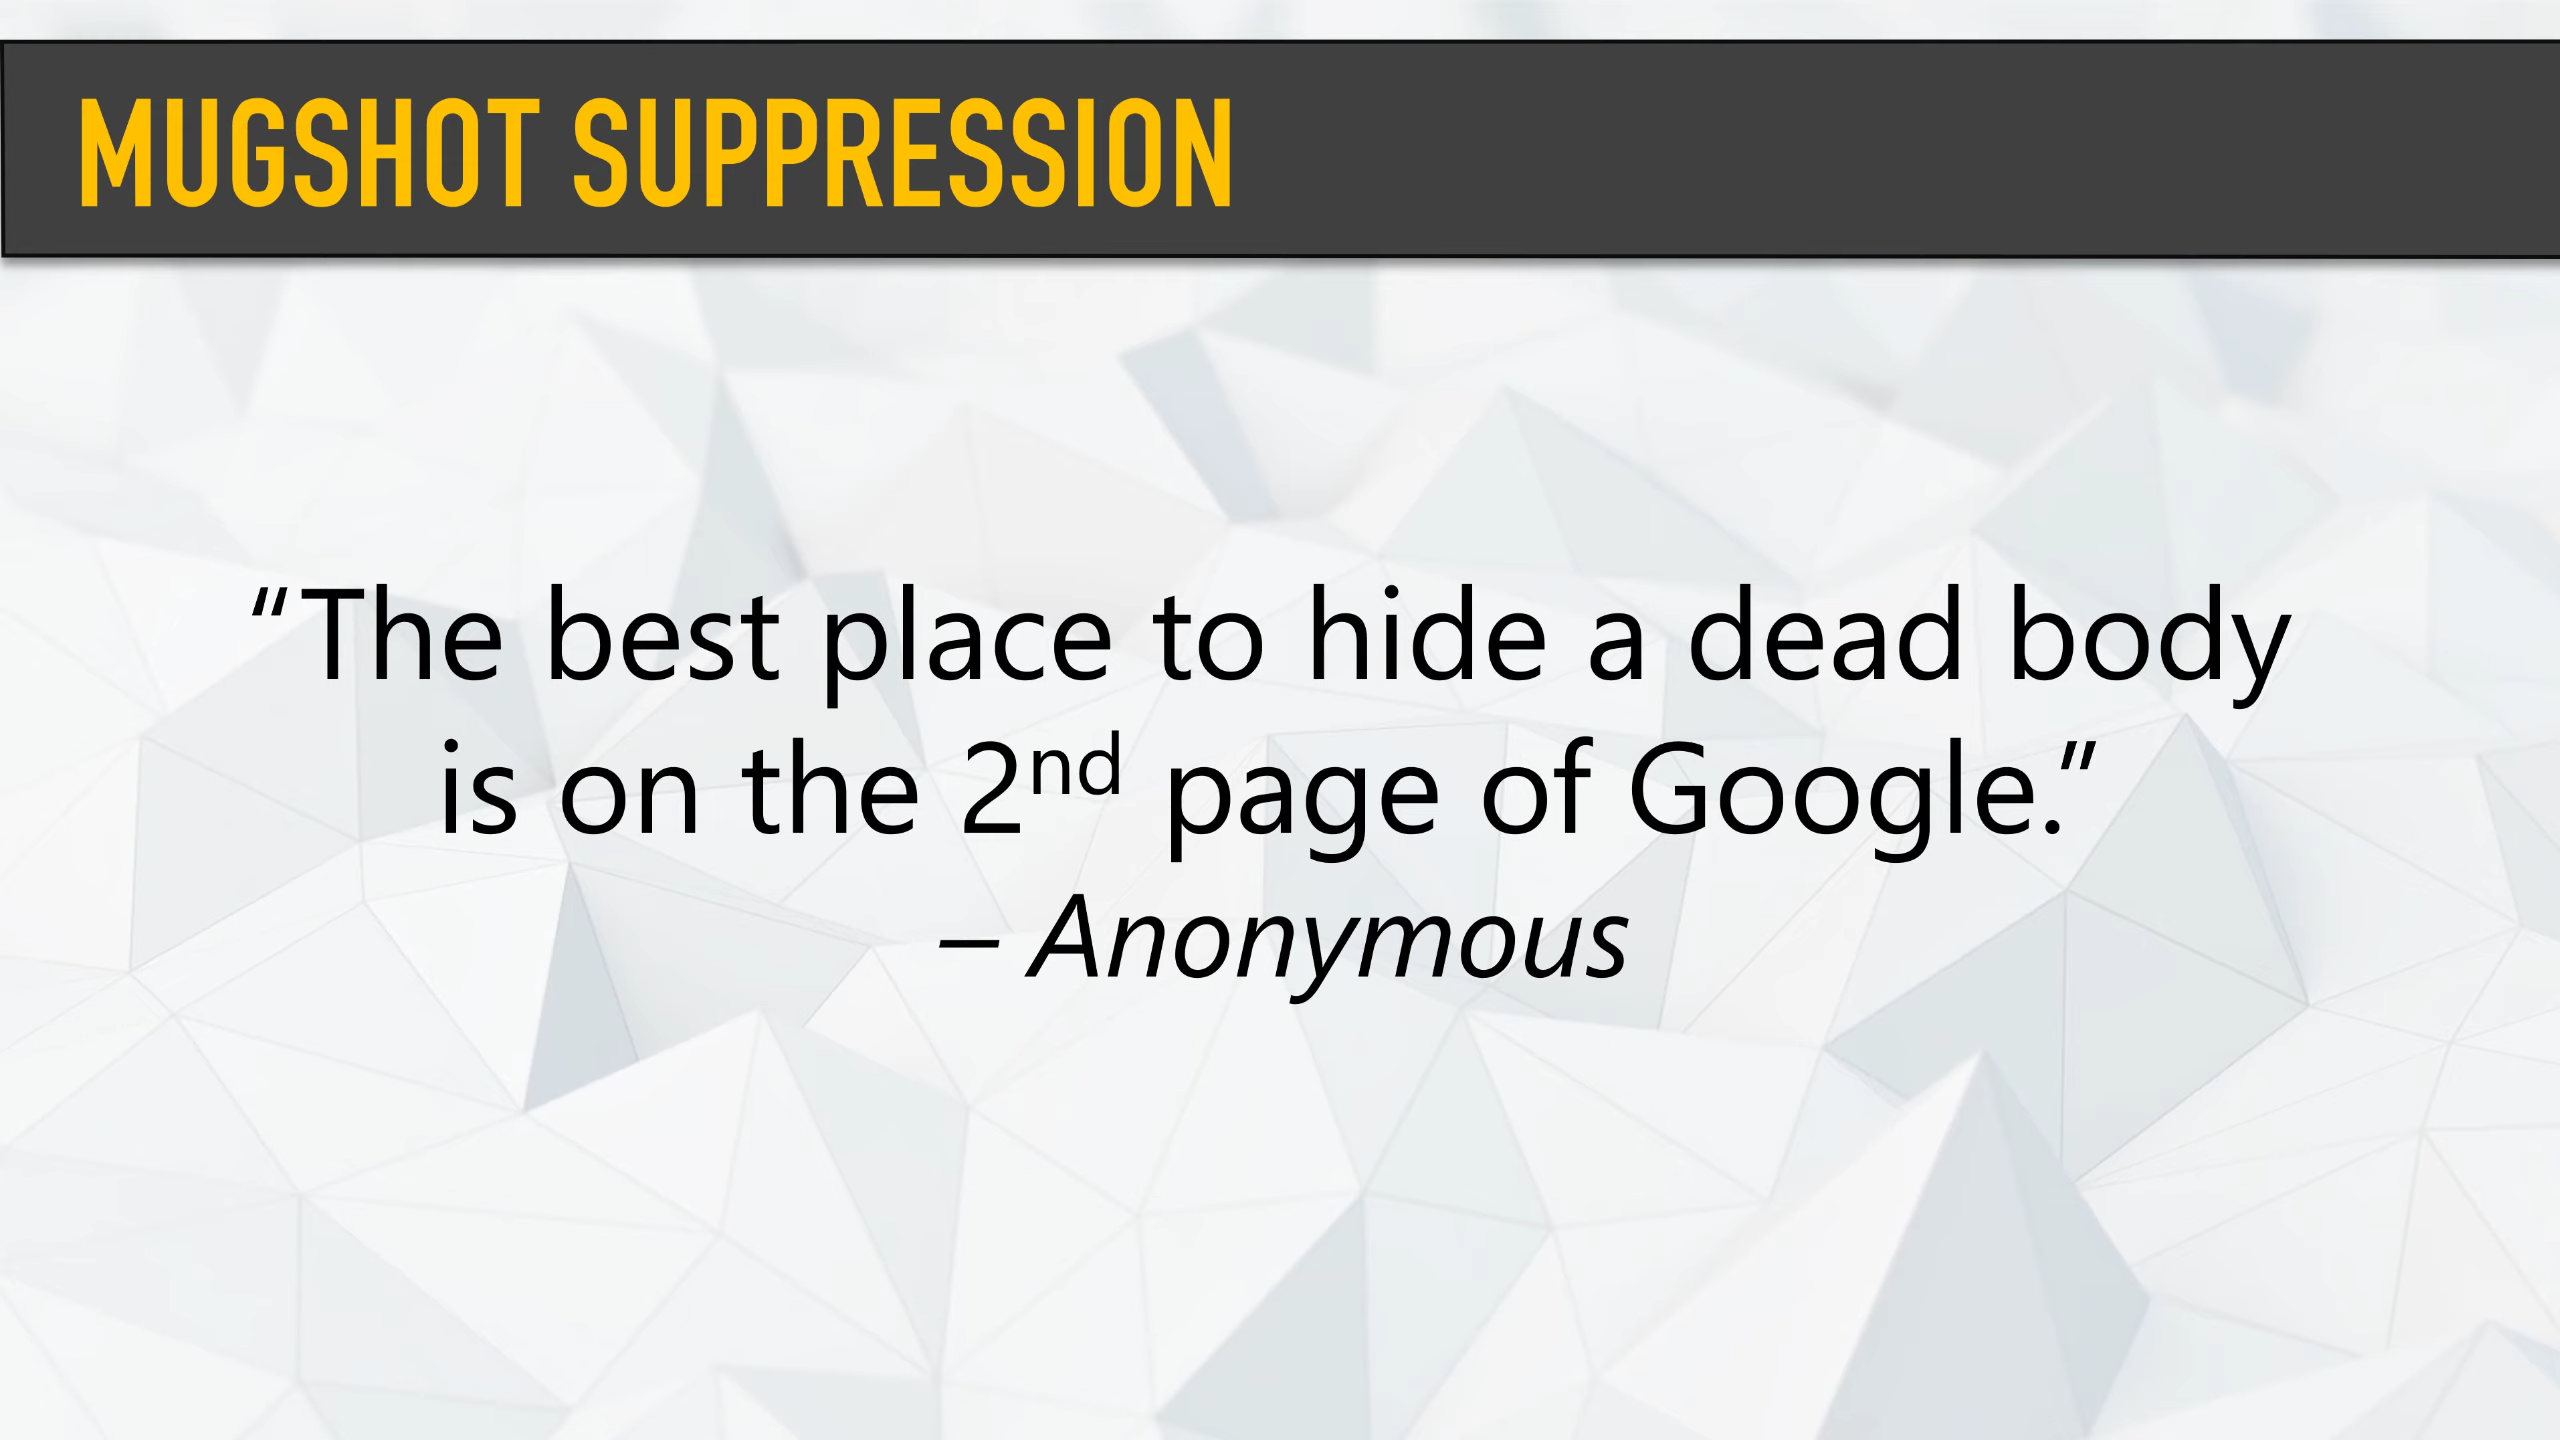 MUGSHOT SUPPRESSION
“The best place to hide a dead body
is on the 2nd page of Google.”
– Anonymous